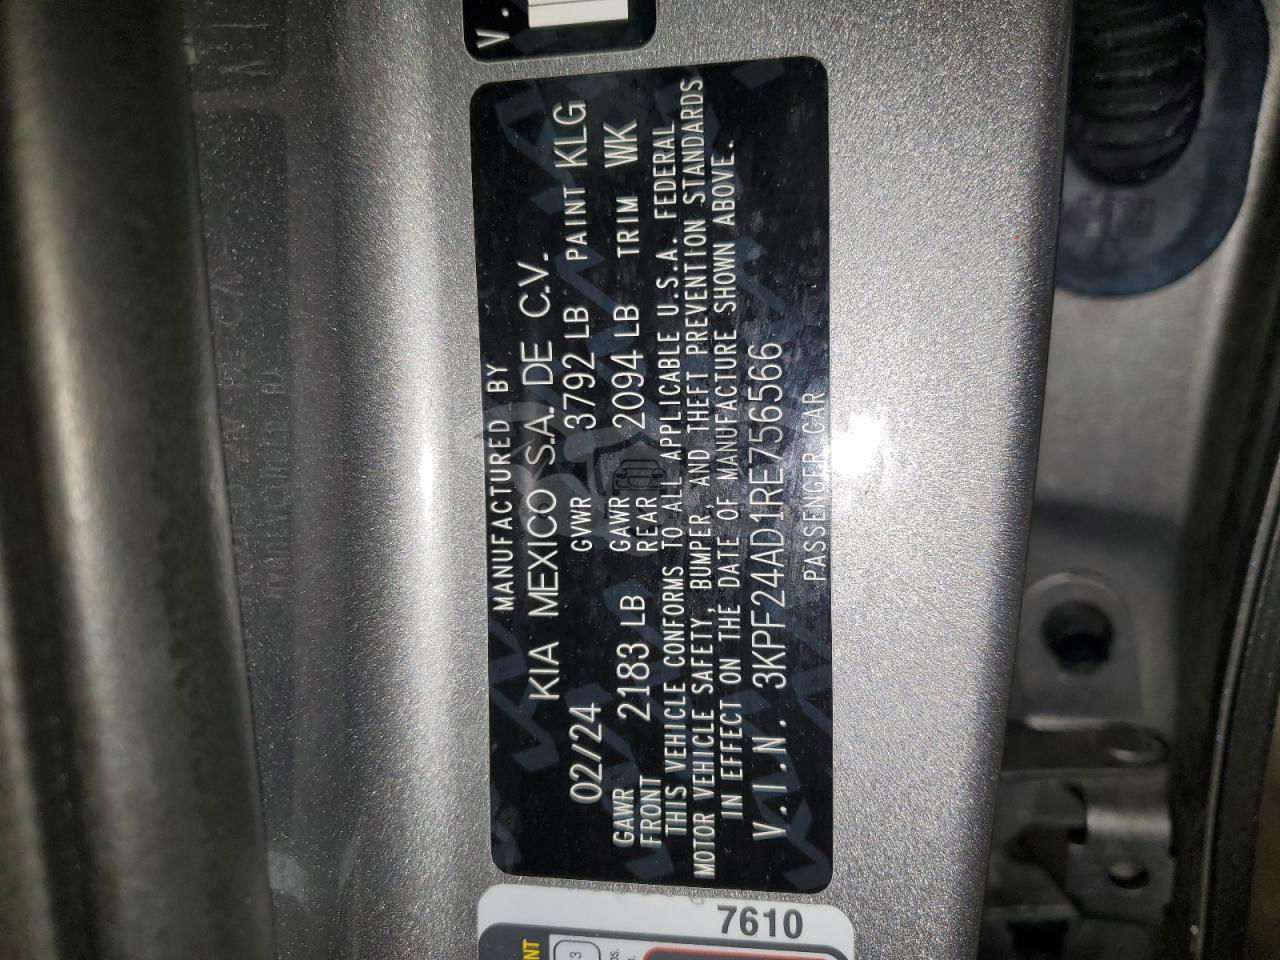 MANUFACTURED BY
KIA MEXICO S.A. DE C.V.
02/24 GVWR 3792 LB PAINT KLG
GAWR FRONT 2183 LB GAWR REAR 2094 LB TRIM WK
THIS VEHICLE CONFORMS TO ALL APPLICABLE U.S.A. FEDERAL
MOTOR VEHICLE SAFETY, BUMPER, AND THEFT PREVENTION STANDARDS
IN EFFECT ON THE DATE OF MANUFACTURE SHOWN ABOVE.
V.I.N. 3KPF24AD1RE756566
PASSENGER CAR
V.
7610
3